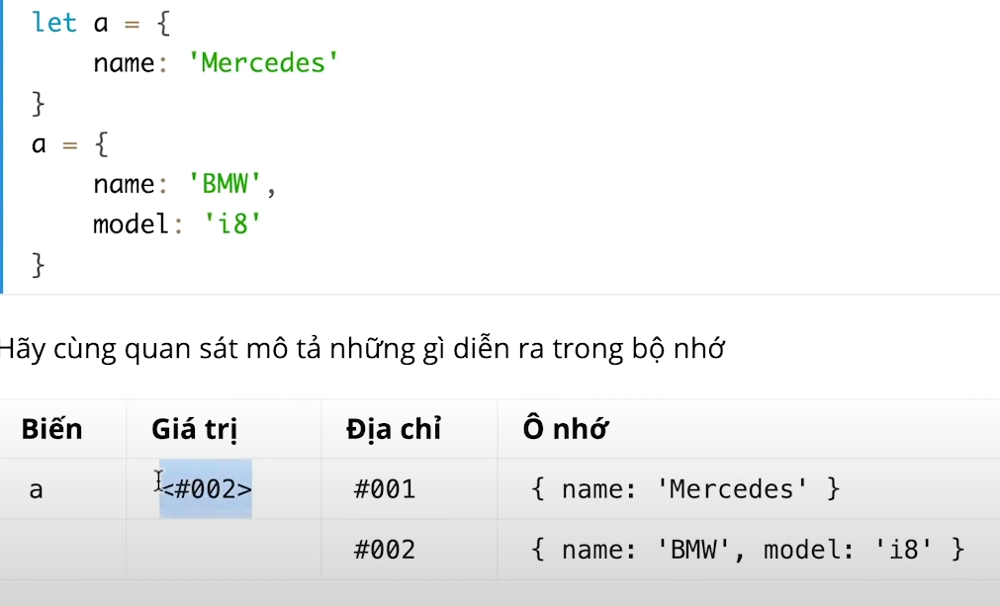 let a = {
name: 'Mercedes'
}
a = {
name: 'BMW',
model: 'i8'
}
Hãy cùng quan sát mô tả những gì diễn ra trong bộ nhớ
Biến Giá trị Địa chỉ Ô nhớ
a <#002> #001 { name: 'Mercedes' }
#002 { name: 'BMW', model: 'i8' }